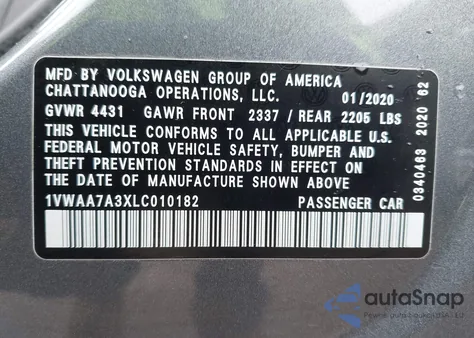 MFD BY VOLKSWAGEN GROUP OF AMERICA
CHATTANOOGA OPERATIONS, LLC. 01/2020
GVWR 4431 GAWR FRONT 2337 / REAR 2205 LBS
THIS VEHICLE CONFORMS TO ALL APPLICABLE U.S.
FEDERAL MOTOR VEHICLE SAFETY, BUMPER AND
THEFT PREVENTION STANDARDS IN EFFECT ON
THE DATE OF MANUFACTURE SHOWN ABOVE
1VWAA7A3XLC010182 PASSENGER CAR
0340463 2020 62
autoSnap